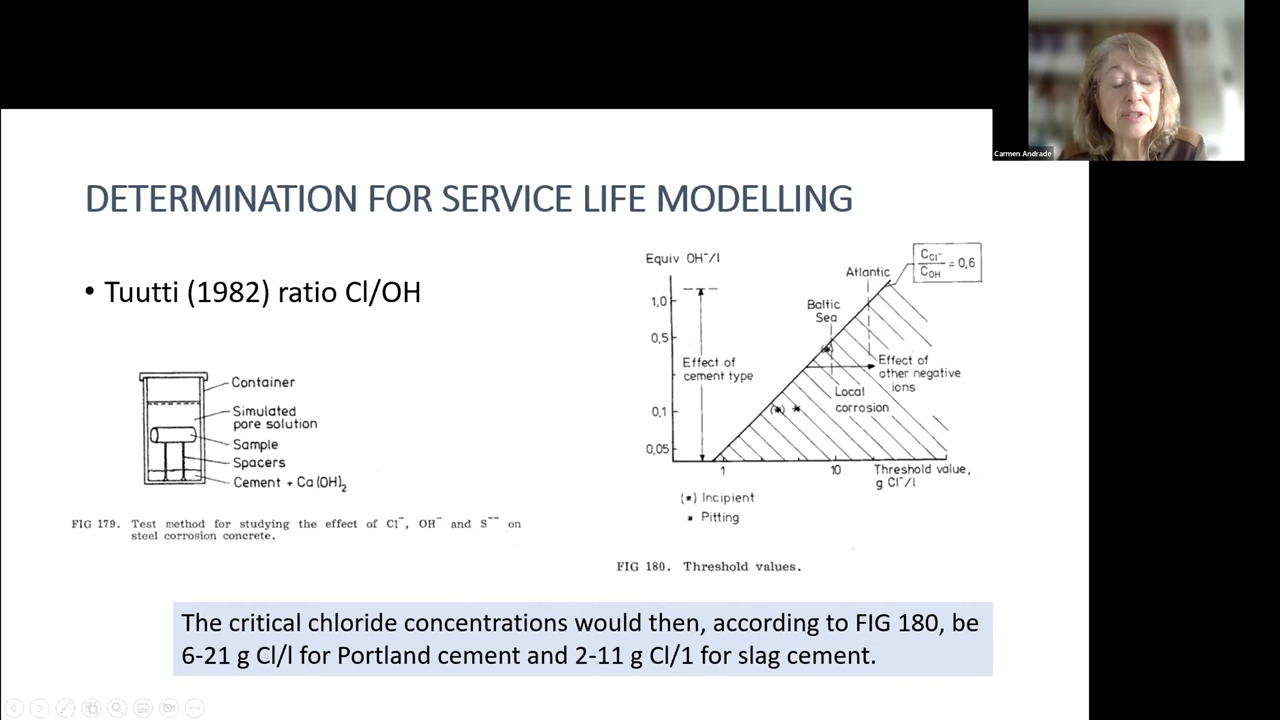 Carmen Andrade
DETERMINATION FOR SERVICE LIFE MODELLING
• Tuutti (1982) ratio Cl/OH
Container
Simulated
pore solution
Sample
Spacers
Cement + Ca(OH)₂
FIG 179. Test method for studying the effect of Cl⁻, OH⁻ and S⁻⁻ on
steel corrosion concrete.
Equiv OH⁻/l
1,0
0,5
0,1
0,05
Effect of
cement type
Baltic
Sea
Atlantic
C_Cl⁻ / C_OH = 0,6
Effect of
other negative
ions
Local
corrosion
1
10
Threshold value,
g Cl⁻/l
(*) Incipient
* Pitting
FIG 180. Threshold values.
The critical chloride concentrations would then, according to FIG 180, be
6-21 g Cl/l for Portland cement and 2-11 g Cl/1 for slag cement.